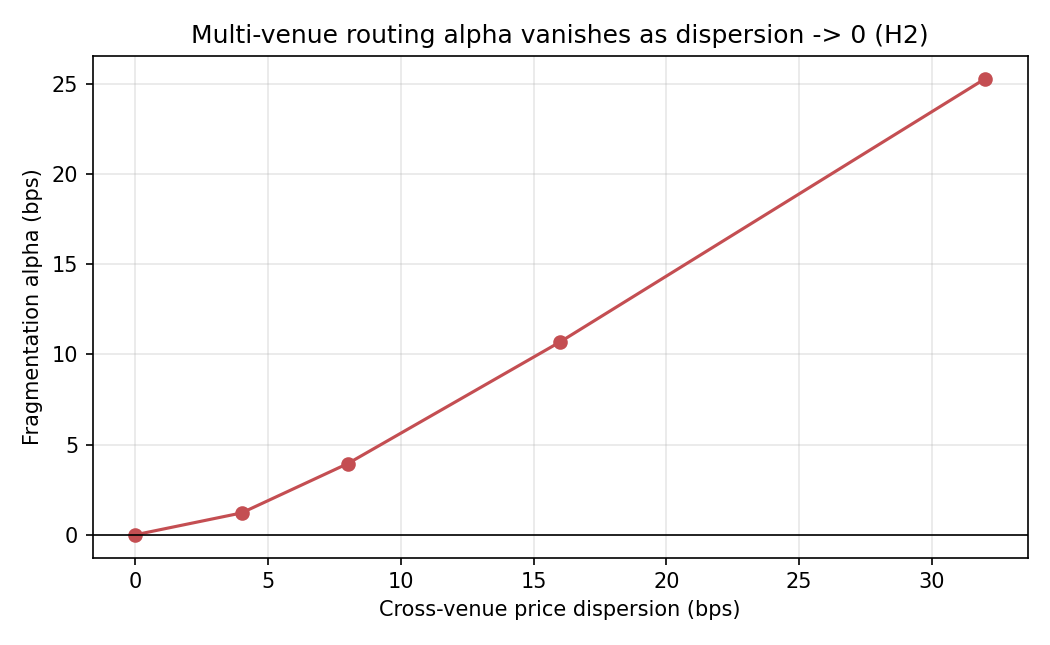 Multi-venue routing alpha vanishes as dispersion -> 0 (H2)
Fragmentation alpha (bps)
25
20
15
10
5
0
0 5 10 15 20 25 30
Cross-venue price dispersion (bps)